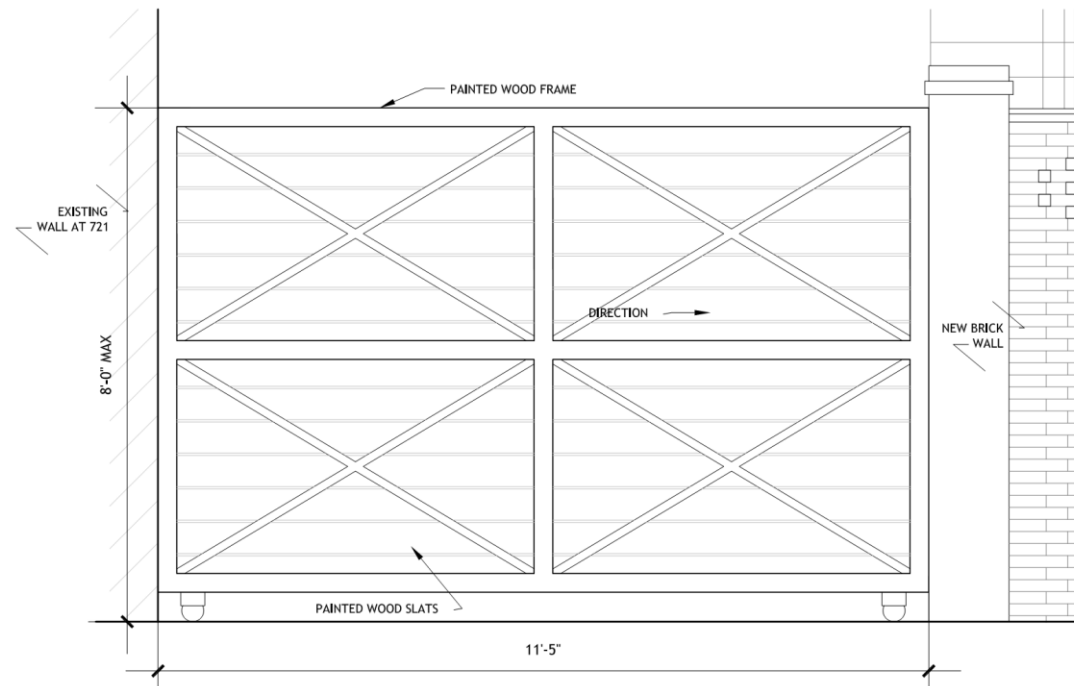 PAINTED WOOD FRAME
EXISTING
WALL AT 721
DIRECTION
NEW BRICK
WALL
8'-0" MAX
PAINTED WOOD SLATS
11'-5"